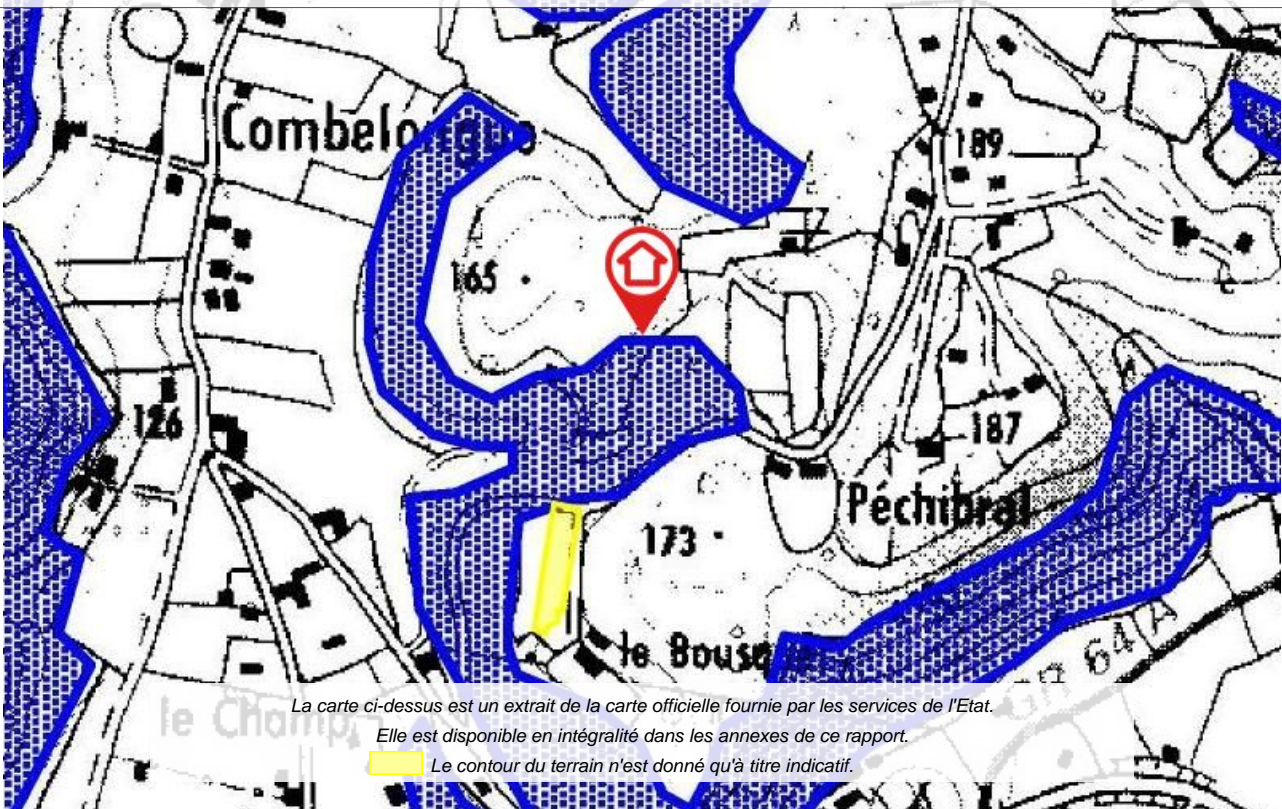 Combelongue
189
165
126
187
Péchibral
173
le Bousq
GR 64 A
La carte ci-dessus est un extrait de la carte officielle fournie par les services de l'Etat.
le Champ
Elle est disponible en intégralité dans les annexes de ce rapport.
Le contour du terrain n'est donné qu'à titre indicatif.